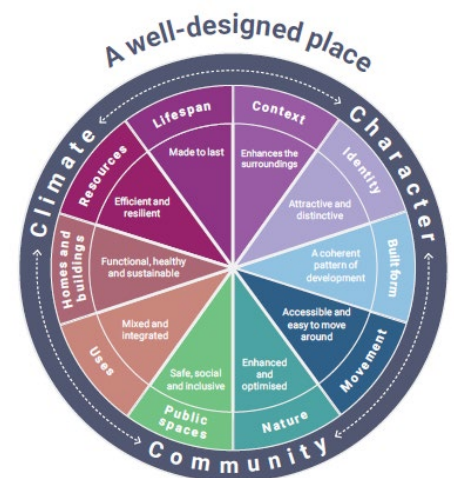 A well-designed place
Climate
Character
Community
Context
Enhances the
surroundings
Identity
Attractive and
distinctive
Built form
A coherent
pattern of
development
Movement
Accessible and
easy to move
around
Nature
Enhanced
and
optimised
Public
spaces
Safe, social
and inclusive
Uses
Mixed and
integrated
Homes and
buildings
Functional, healthy
and sustainable
Resources
Efficient and
resilient
Lifespan
Made to last